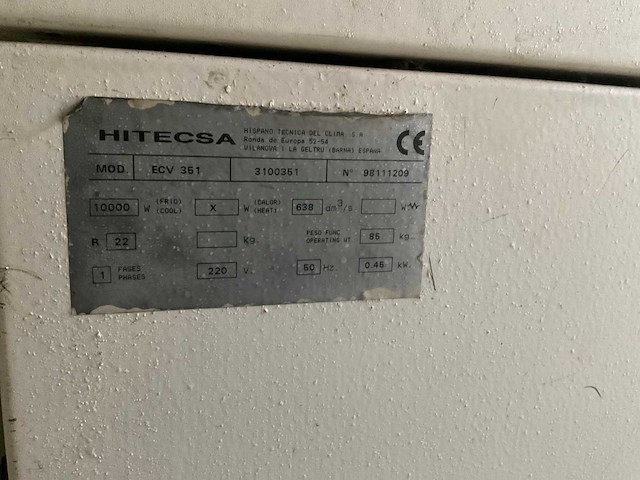 HITECSA HISPANO TECNICA DEL CLIMA S A
Ronda de Europa 52-54
VILANOVA I LA GELTRU (BARNA) ESPAÑA CE
MOD. ECV 351 3100351 Nº 98111209
10000 W (FRIO) (COOL) X W (CALOR) (HEAT) 638 dm³/s W
R 22 kg PESO FUNC OPERATING WT 95 kg
1 FASES PHASES 220 V. 50 Hz 0.45 kW.